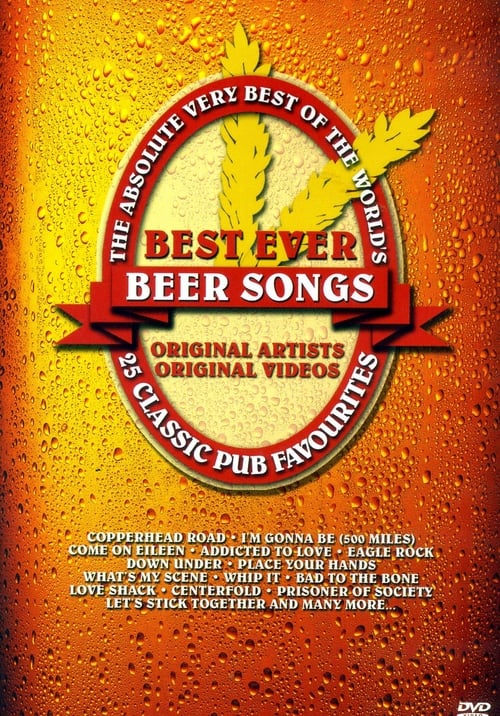 THE ABSOLUTE VERY BEST OF THE WORLD'S
BEST EVER
BEER SONGS
ORIGINAL ARTISTS
ORIGINAL VIDEOS
25 CLASSIC PUB FAVOURITES
COPPERHEAD ROAD • I'M GONNA BE (500 MILES)
COME ON EILEEN • ADDICTED TO LOVE • EAGLE ROCK
DOWN UNDER • PLACE YOUR HANDS
WHAT'S MY SCENE • WHIP IT • BAD TO THE BONE
LOVE SHACK • CENTERFOLD • PRISONER OF SOCIETY
LET'S STICK TOGETHER AND MANY MORE...
DVD
VIDEO